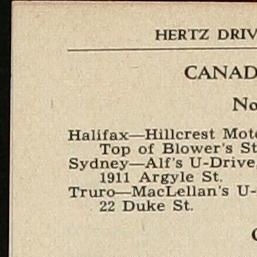 HERTZ DRIV
CANAD
No
Halifax—Hillcrest Mot
Top of Blower's St
Sydney—Alf's U-Drive
1911 Argyle St.
Truro—MacLellan's U-
22 Duke St.